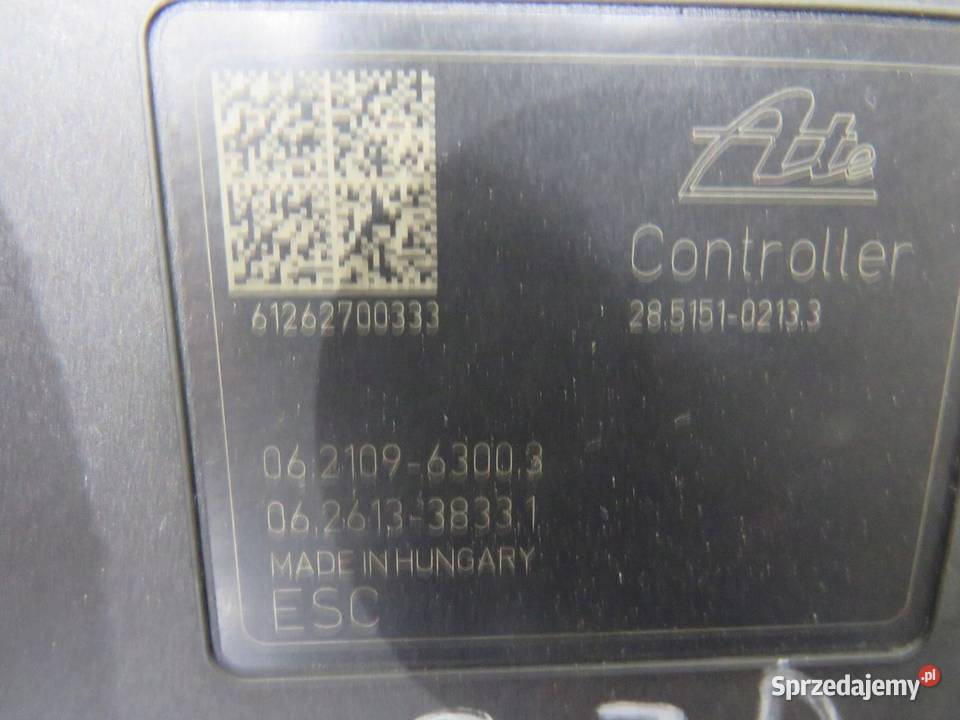 Ate
Controller
61262700333
28.5151-0213.3
06.2109-6300.3
06.2613-3833.1
MADE IN HUNGARY
ESC
Sprzedajemy.pl